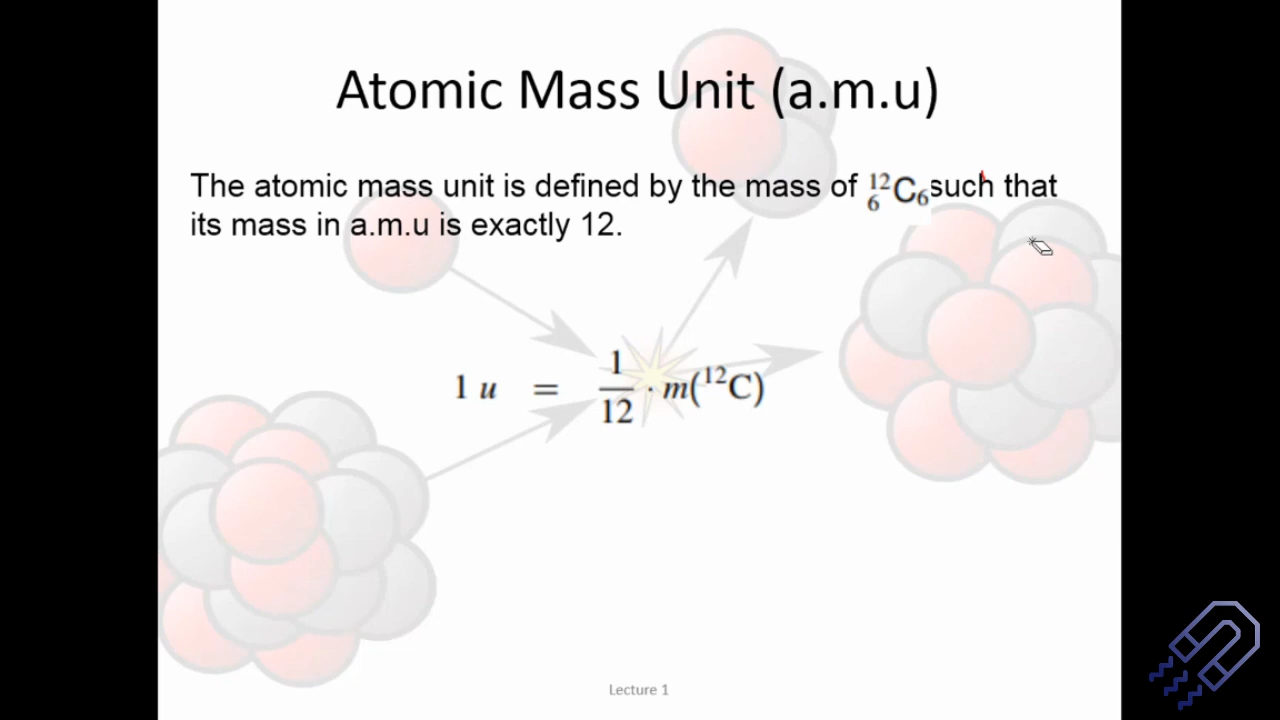 Atomic Mass Unit (a.m.u)
The atomic mass unit is defined by the mass of ¹²₆C₆ such that
its mass in a.m.u is exactly 12.
1 u = 1/12 · m(¹²C)
Lecture 1